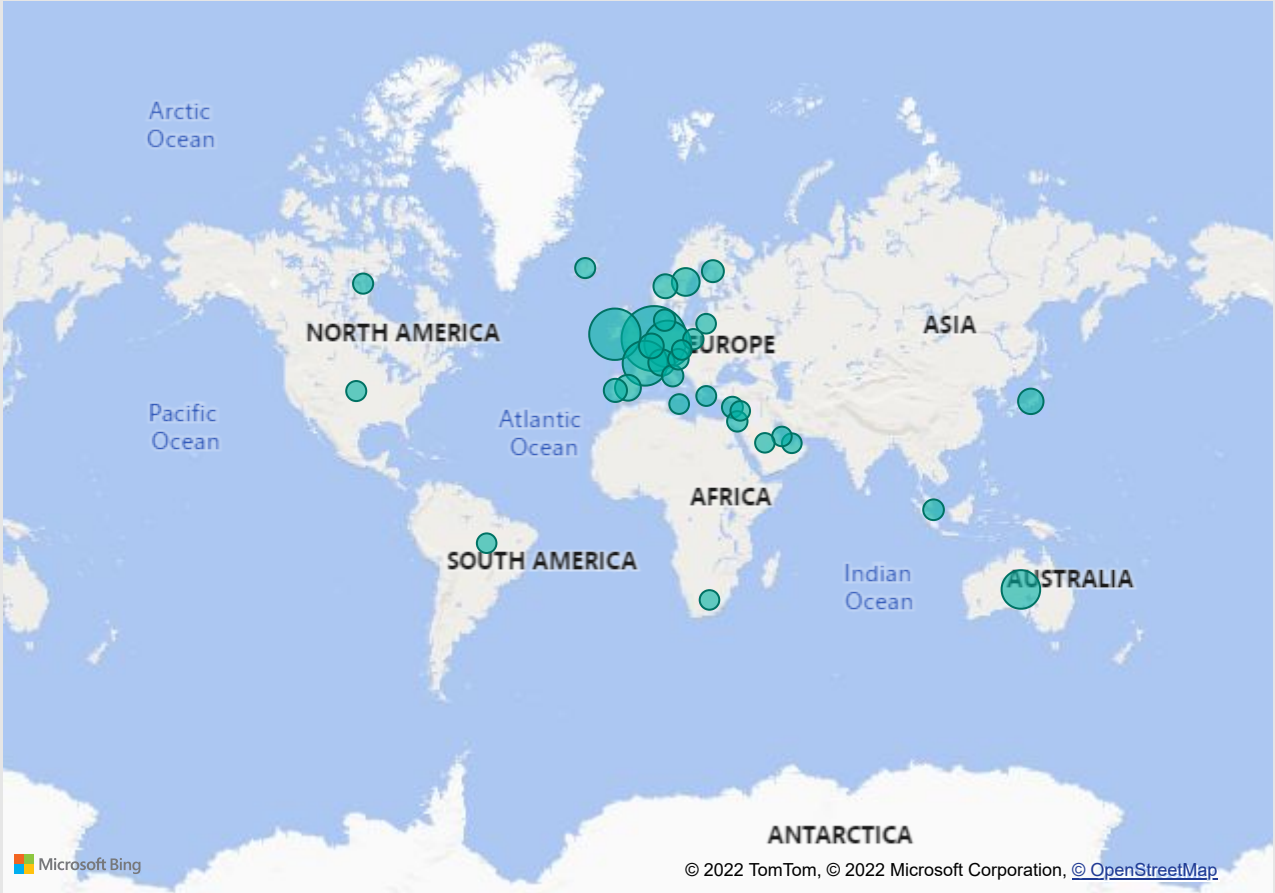 Arctic
Ocean
NORTH AMERICA
EUROPE
ASIA
Pacific
Ocean
Atlantic
Ocean
AFRICA
SOUTH AMERICA
Indian
Ocean
AUSTRALIA
ANTARCTICA
Microsoft Bing
© 2022 TomTom, © 2022 Microsoft Corporation, © OpenStreetMap